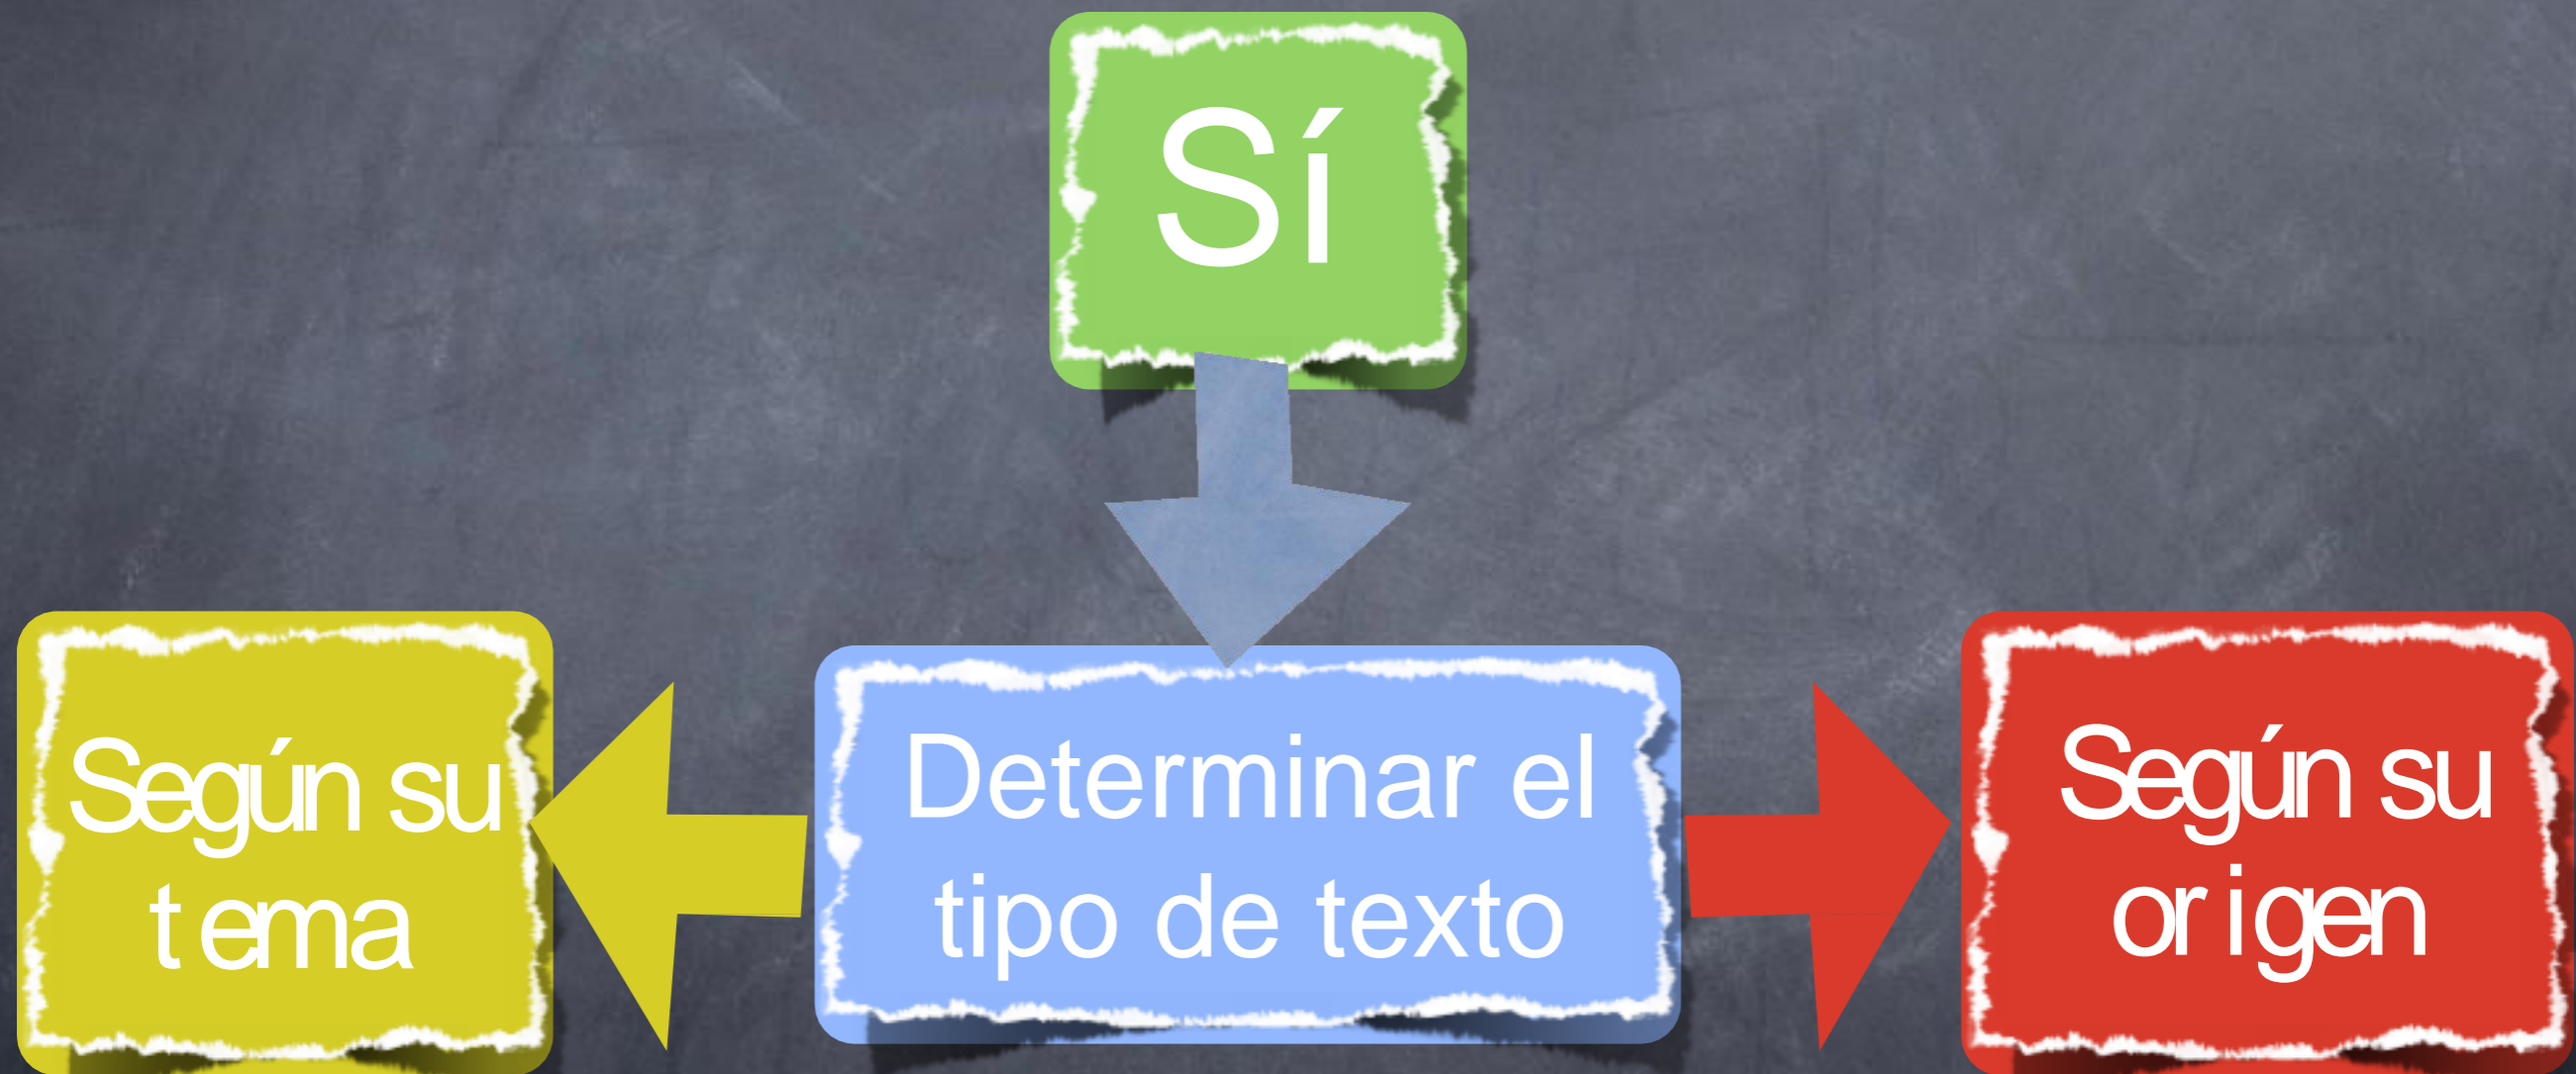 Sí
Según su
tema
Determinar el
tipo de texto
Según su
origen